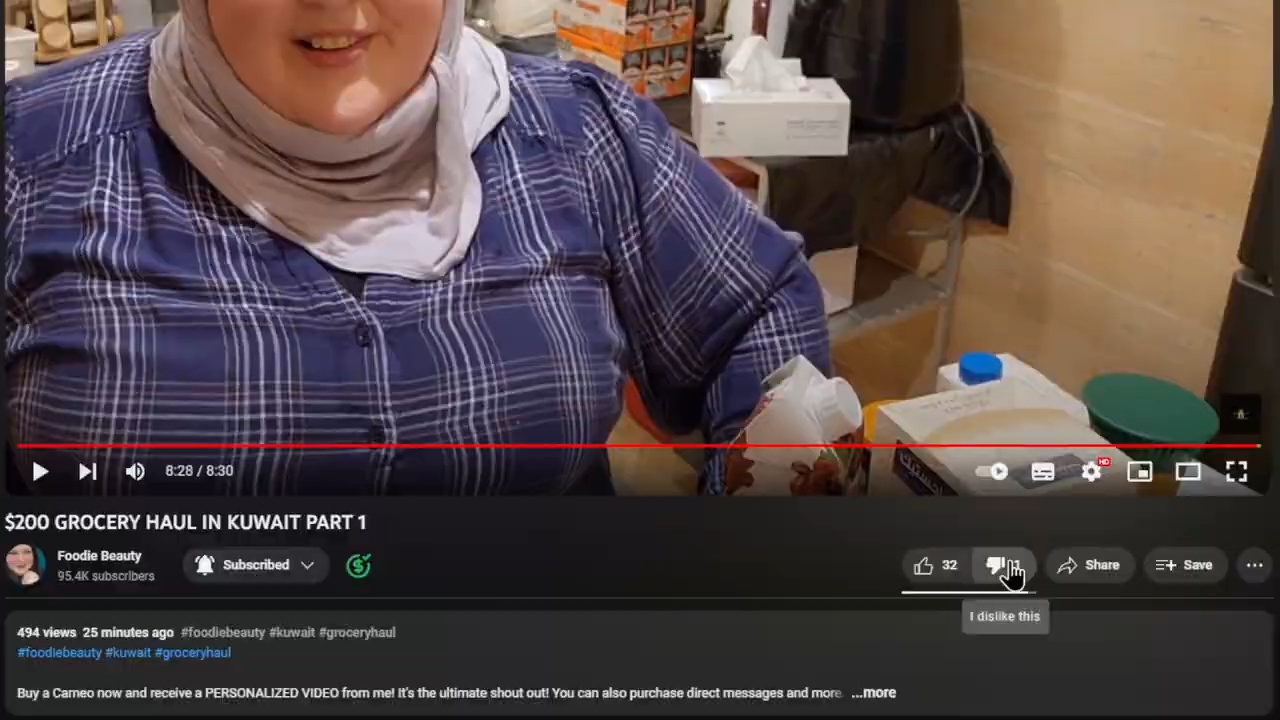 8:28 / 8:30
HD
$200 GROCERY HAUL IN KUWAIT PART 1
Foodie Beauty
95.4K subscribers
Subscribed
32
Share
Save
I dislike this
494 views 25 minutes ago #foodiebeauty #kuwait #groceryhaul
#foodiebeauty #kuwait #groceryhaul
Buy a Cameo now and receive a PERSONALIZED VIDEO from me! It's the ultimate shout out! You can also purchase direct messages and more. ...more